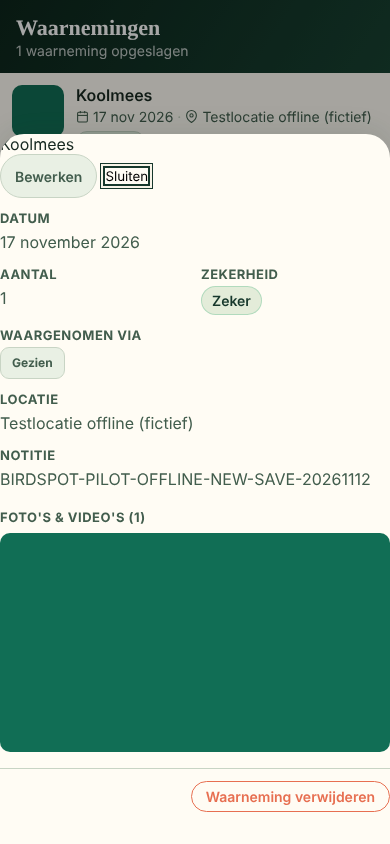 Waarnemingen
1 waarneming opgeslagen
Koolmees
17 nov 2026 · Testlocatie offline (fictief)
Koolmees
Bewerken Sluiten
DATUM
17 november 2026
AANTAL ZEKERHEID
1 Zeker
WAARGENOMEN VIA
Gezien
LOCATIE
Testlocatie offline (fictief)
NOTITIE
BIRDSPOT-PILOT-OFFLINE-NEW-SAVE-20261112
FOTO'S & VIDEO'S (1)
Waarneming verwijderen